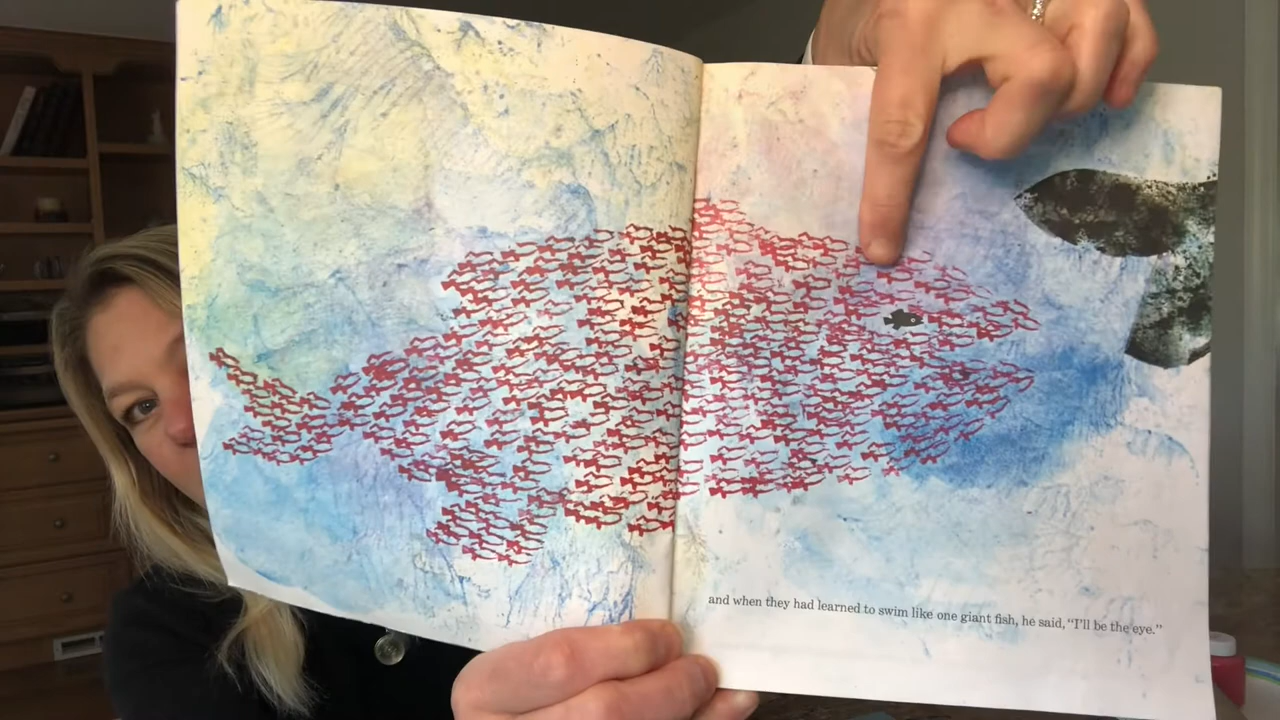 and when they had learned to swim like one giant fish, he said, “I’ll be the eye.”